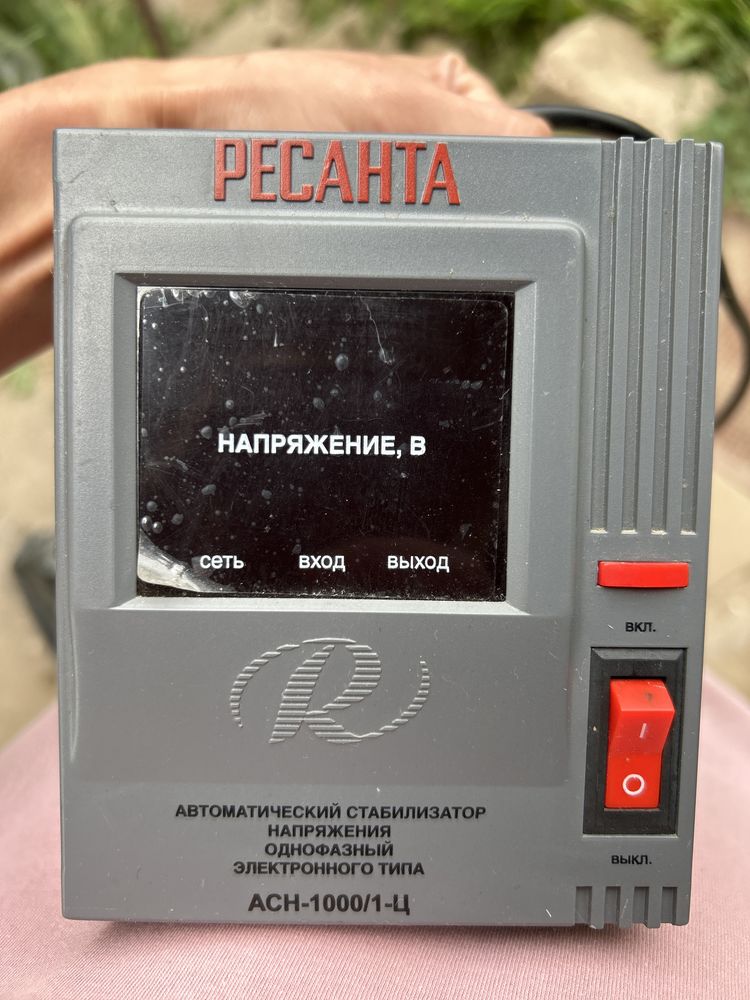 РЕСАНТА
НАПРЯЖЕНИЕ, В
сеть вход выход
ВКЛ.
I
O
ВЫКЛ.
R
АВТОМАТИЧЕСКИЙ СТАБИЛИЗАТОР
НАПРЯЖЕНИЯ
ОДНОФАЗНЫЙ
ЭЛЕКТРОННОГО ТИПА
АСН-1000/1-Ц